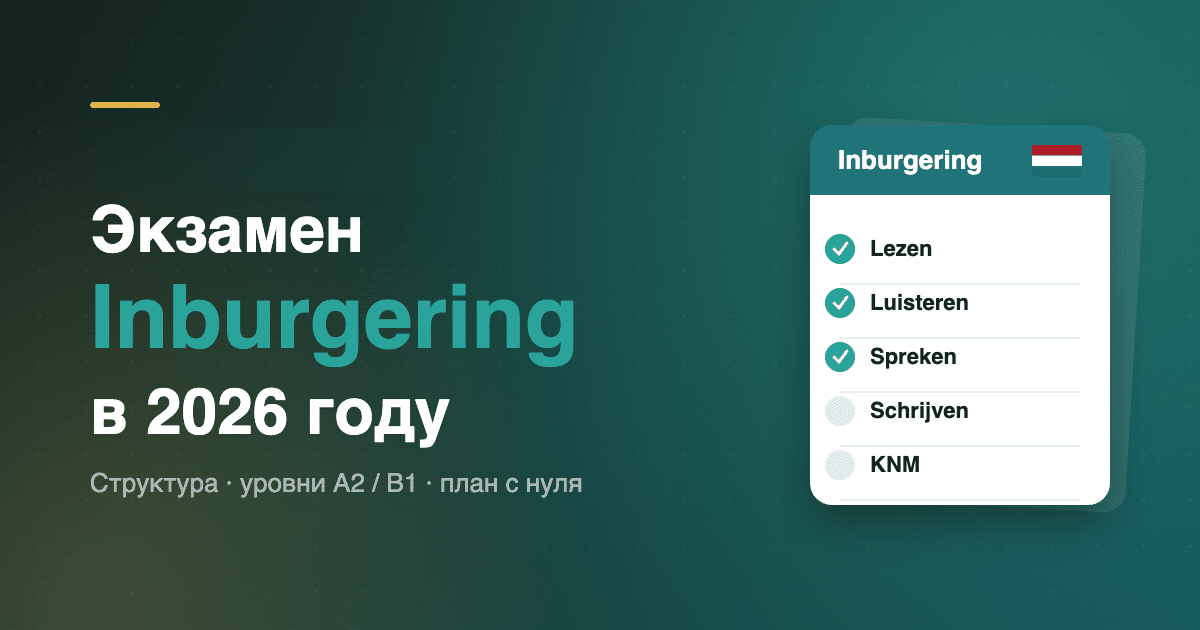 Экзамен
Inburgering
в 2026 году
Структура · уровни A2 / B1 · план с нуля
Inburgering
Lezen
Luisteren
Spreken
Schrijven
KNM